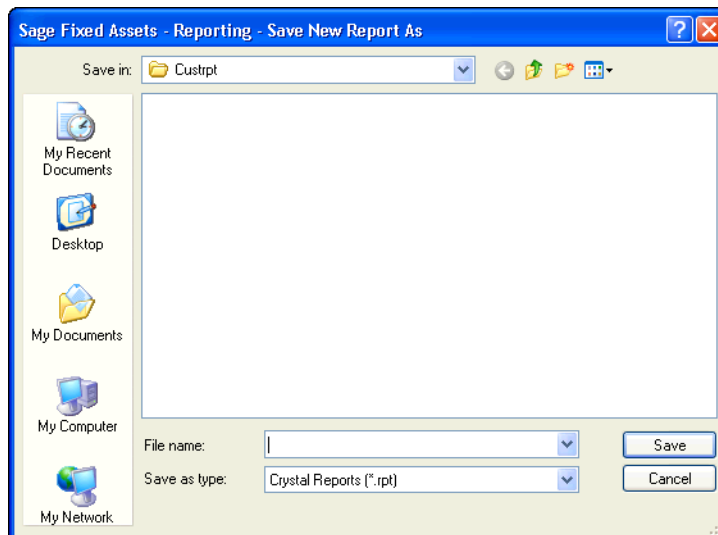 Sage Fixed Assets - Reporting - Save New Report As
Save in:
Custrpt
My Recent
Documents
Desktop
My Documents
My Computer
My Network
File name:
Save
Save as type:
Crystal Reports (*.rpt)
Cancel